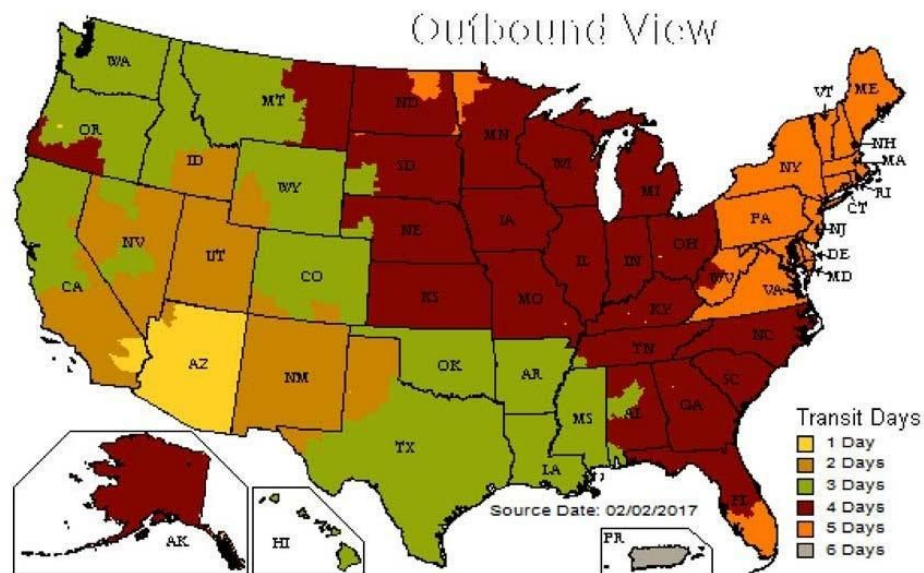 Outbound View
WA
OR
MT
ID
WY
NV
UT
CO
CA
AZ
NM
ND
SD
NE
KS
OK
TX
MN
IA
MO
AR
LA
WI
IL
MS
MI
IN
OH
KY
TN
AL
GA
FL
SC
NC
VA
WV
PA
NY
VT
ME
NH
MA
RI
CT
NJ
DE
MD
AK
HI
PR
Source Date: 02/02/2017
Transit Days
1 Day
2 Days
3 Days
4 Days
5 Days
6 Days